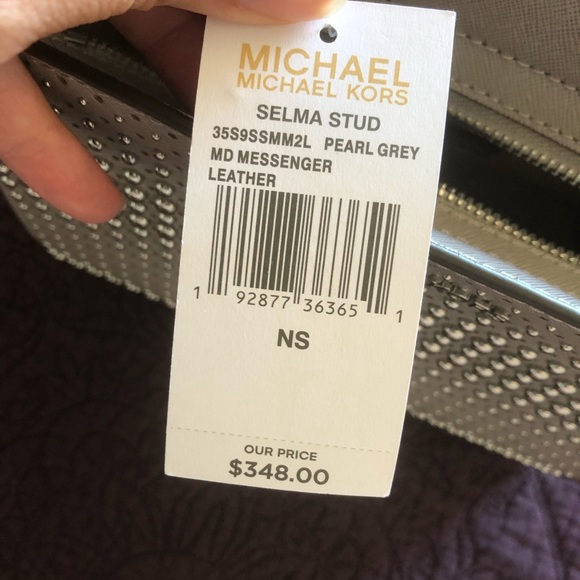 MICHAEL
MICHAEL KORS
SELMA STUD
35S9SSMM2L PEARL GREY
MD MESSENGER
LEATHER
1 92877 36365 1
NS
OUR PRICE
$348.00